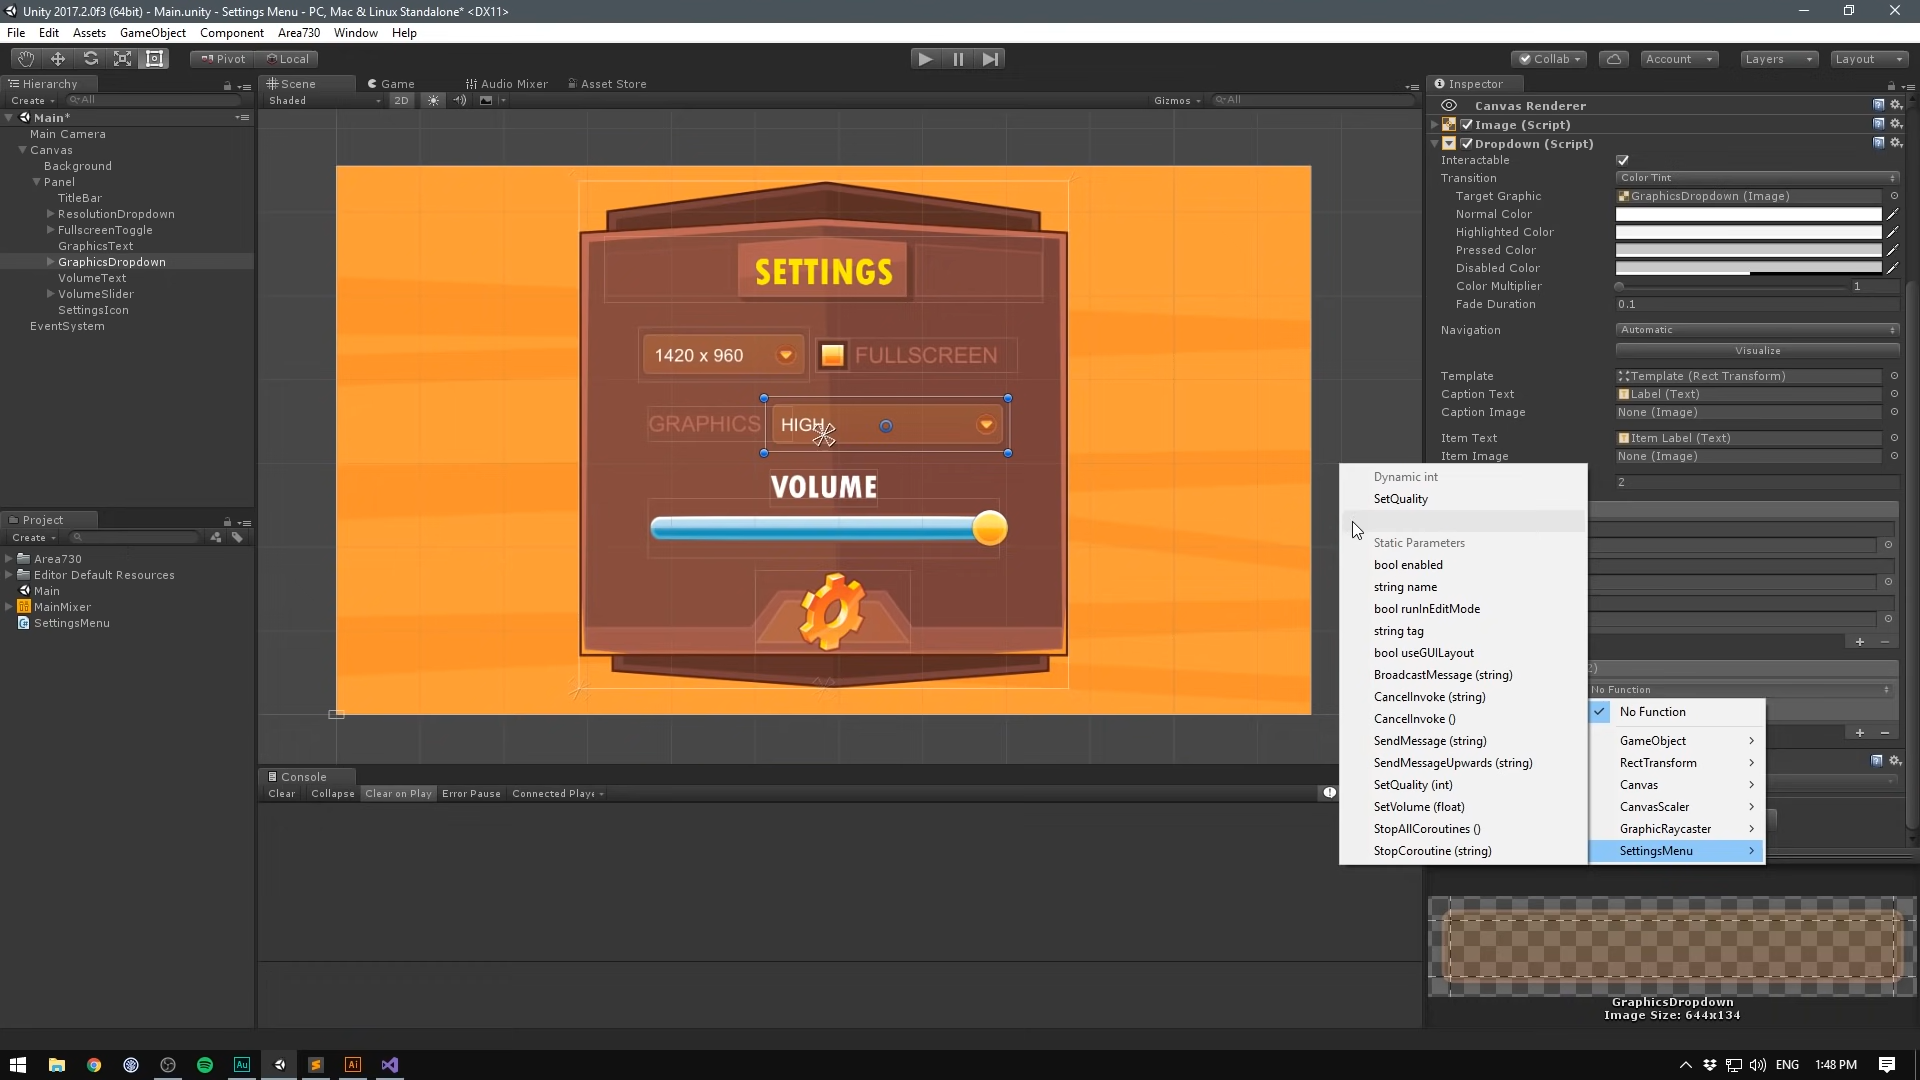 Unity 2017.2.0f3 (64bit) - Main.unity - Settings Menu - PC, Mac & Linux Standalone* <DX11>
File Edit Assets GameObject Component Area730 Window Help
Pivot Local Collab Account Layers Layout
Hierarchy
Create All
Main*
Main Camera
Canvas
Background
Panel
TitleBar
ResolutionDropdown
FullscreenToggle
GraphicsText
GraphicsDropdown
VolumeText
VolumeSlider
SettingsIcon
EventSystem
Project
Create
Area730
Editor Default Resources
Main
MainMixer
SettingsMenu
Scene Game Audio Mixer Asset Store
Shaded 2D Gizmos All
SETTINGS
1420 x 960 FULLSCREEN
GRAPHICS HIGH
VOLUME
Console
Clear Collapse Clear on Play Error Pause Connected Playe
Inspector
Canvas Renderer
Image (Script)
Dropdown (Script)
Interactable
Transition Color Tint
Target Graphic GraphicsDropdown (Image)
Normal Color
Highlighted Color
Pressed Color
Disabled Color
Color Multiplier 1
Fade Duration 0.1
Navigation Automatic
Visualize
Template Template (Rect Transform)
Caption Text Label (Text)
Caption Image None (Image)
Item Text Item Label (Text)
Item Image None (Image)
2
Dynamic int
SetQuality
Static Parameters
bool enabled
string name
bool runInEditMode
string tag
bool useGUILayout
BroadcastMessage (string)
CancelInvoke (string)
CancelInvoke ()
SendMessage (string)
SendMessageUpwards (string)
SetQuality (int)
SetVolume (float)
StopAllCoroutines ()
StopCoroutine (string)
No Function
No Function
GameObject
RectTransform
Canvas
CanvasScaler
GraphicRaycaster
SettingsMenu
GraphicsDropdown
Image Size: 644x134
Au Ai ENG 1:48 PM